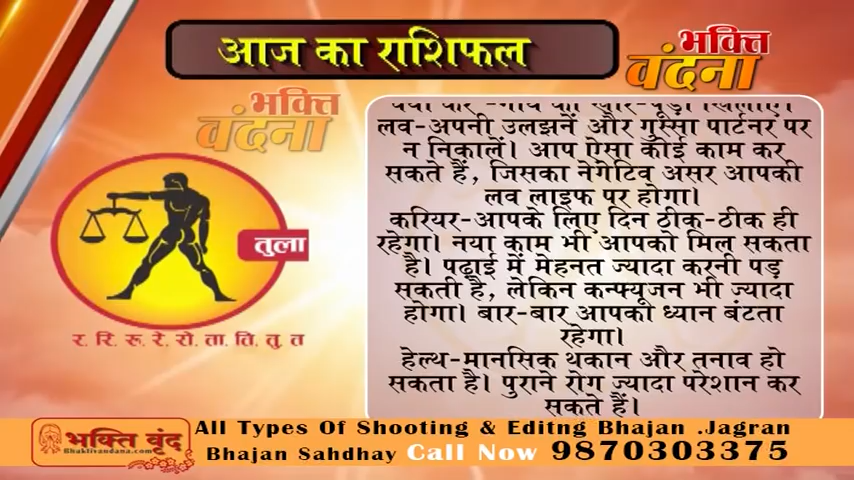 आज का राशिफल
भक्ति
वंदना
भक्ति
वंदना
क्या करें -गाय को खीर-पूड़ी खिलाएं।
लव-अपनी उलझनें और गुस्सा पार्टनर पर
न निकालें। आप ऐसा कोई काम कर
सकते हैं, जिसका नेगेटिव असर आपकी
लव लाइफ पर होगा।
करियर-आपके लिए दिन ठीक-ठीक ही
रहेगा। नया काम भी आपको मिल सकता
है। पढ़ाई में मेहनत ज्यादा करनी पड़
सकती है, लेकिन कन्फ्यूजन भी ज्यादा
होगा। बार-बार आपका ध्यान बंटता
रहेगा।
हेल्थ-मानसिक थकान और तनाव हो
सकता है। पुराने रोग ज्यादा परेशान कर
सकते हैं।
तुला
र. रि. रू. रे. रो. ता. ति. तु. त
भक्ति वृंद
Bhaktivandana.com
All Types Of Shooting & Editng Bhajan .Jagran
Bhajan Sahdhay Call Now 9870303375